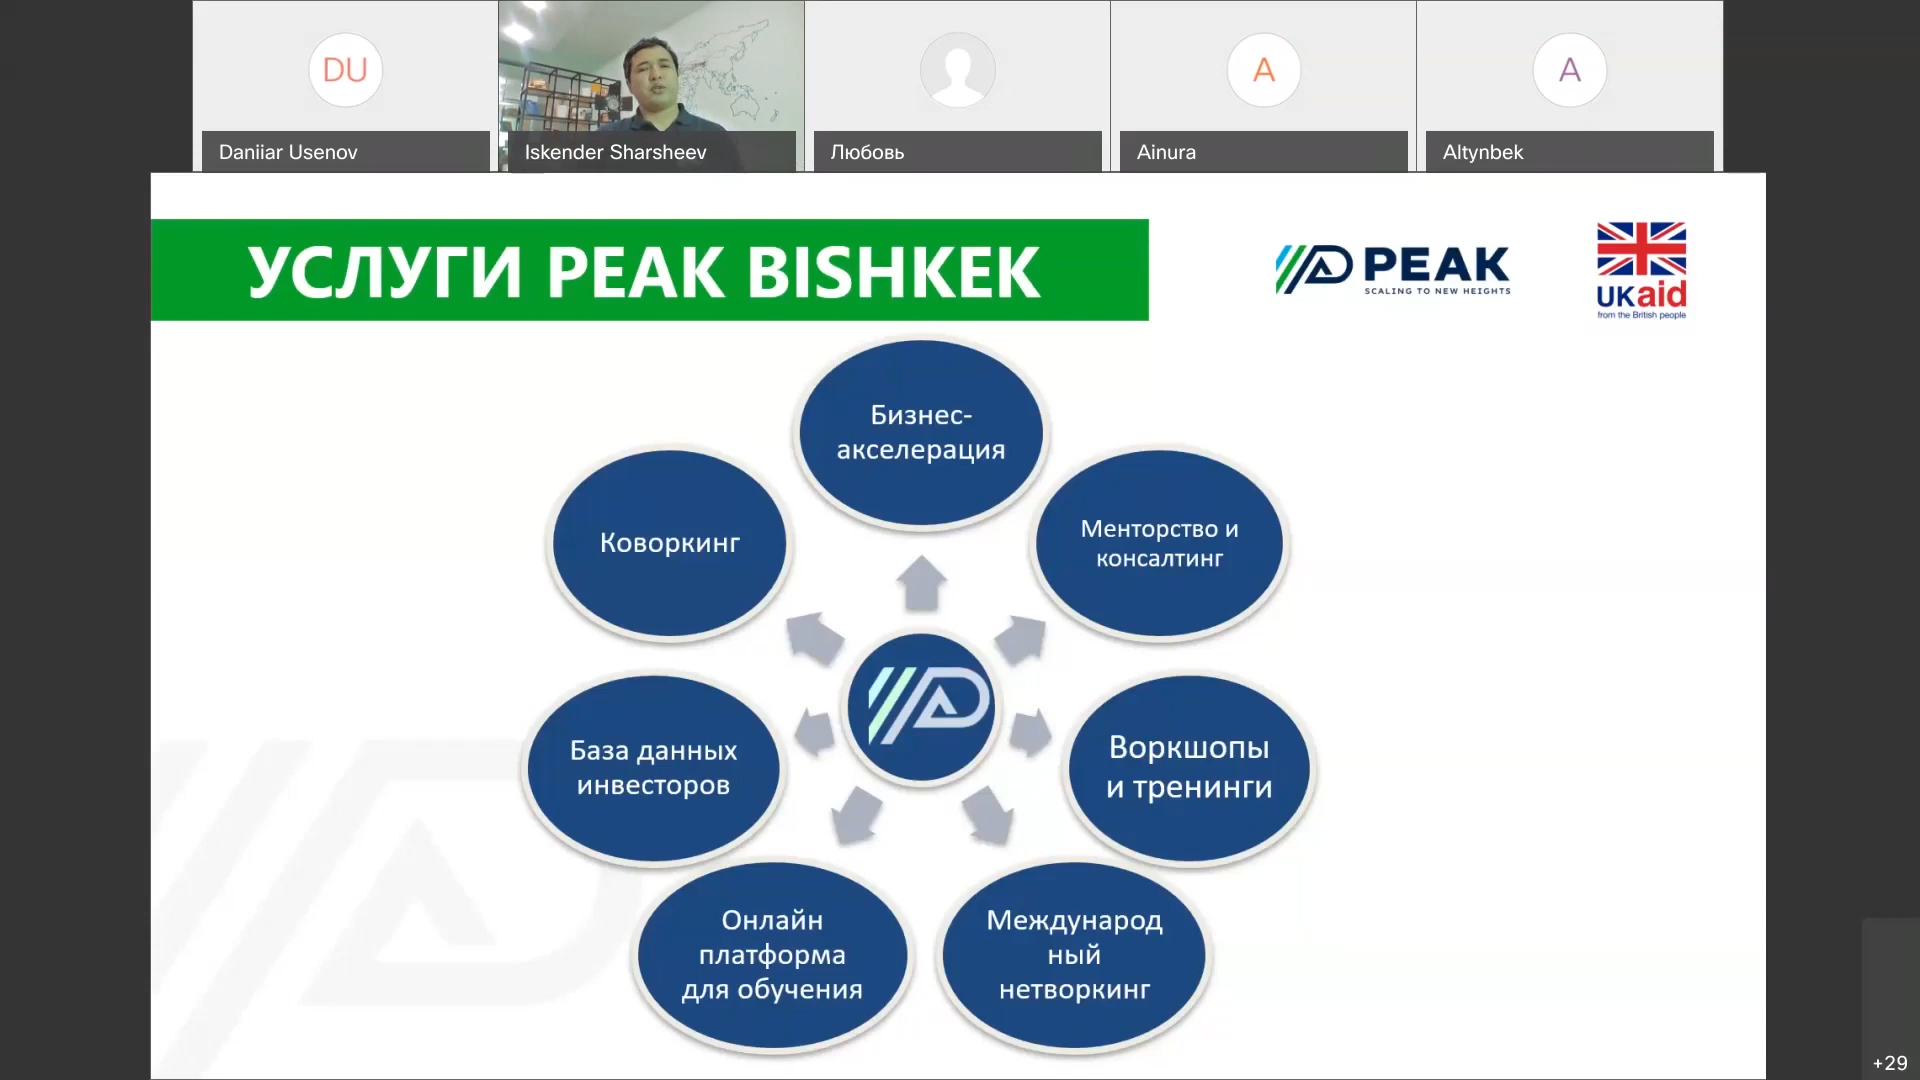 DU
A
A
Daniiar Usenov
Iskender Sharsheev
Любовь
Ainura
Altynbek
УСЛУГИ PEAK BISHKEK
PEAK
SCALING TO NEW HEIGHTS
UKaid
from the British people
Бизнес-
акселерация
Коворкинг
Менторство и
консалтинг
База данных
инвесторов
Воркшопы
и тренинги
Онлайн
платформа
для обучения
Международ
ный
нетворкинг
+29